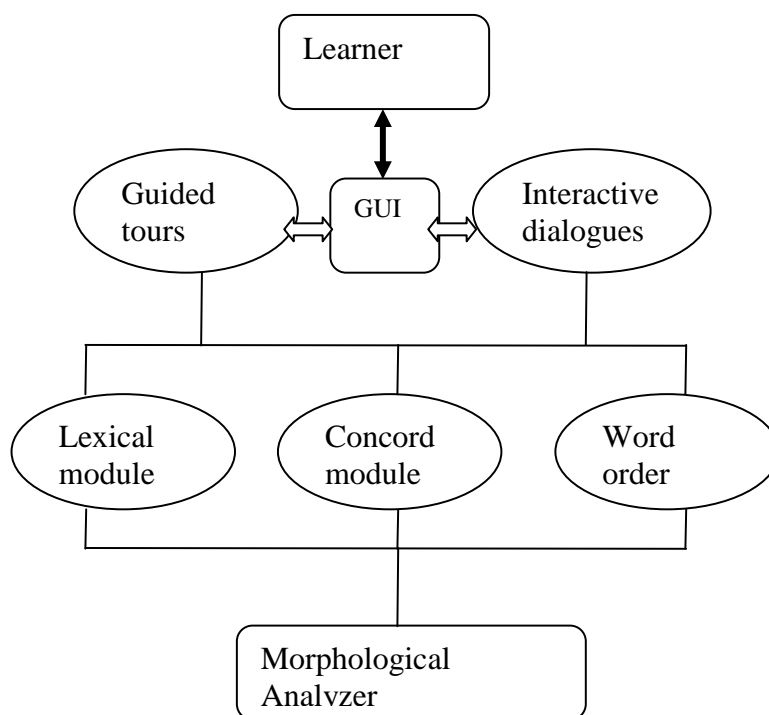 Learner
Guided
tours
GUI
Interactive
dialogues
Lexical
module
Concord
module
Word
order
Morphological
Analyzer